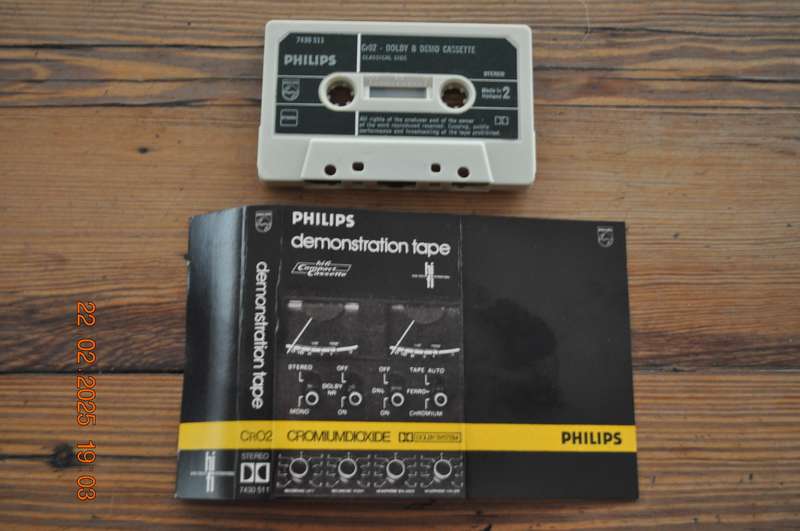 7430 511
PHILIPS
CrO2 - DOLBY B DEMO CASSETTE
CLASSICAL SIDE
STEREO
Made in
Holland 2
All rights of the producer and of the owner
of the work reproduced reserved. Copying, public
performance and broadcasting of the tape prohibited.
PHILIPS
demonstration tape
hifi
Compact
Cassette
STEREO
MONO
OFF
DOLBY
NR
ON
OFF
DNL
ON
TAPE AUTO
FERRO
CHROMIUM
CROMIUMDIOXIDE
DOLBY SYSTEM
demonstration tape
CRO2
STEREO
7430 511
PHILIPS
22.02.2025 19 03